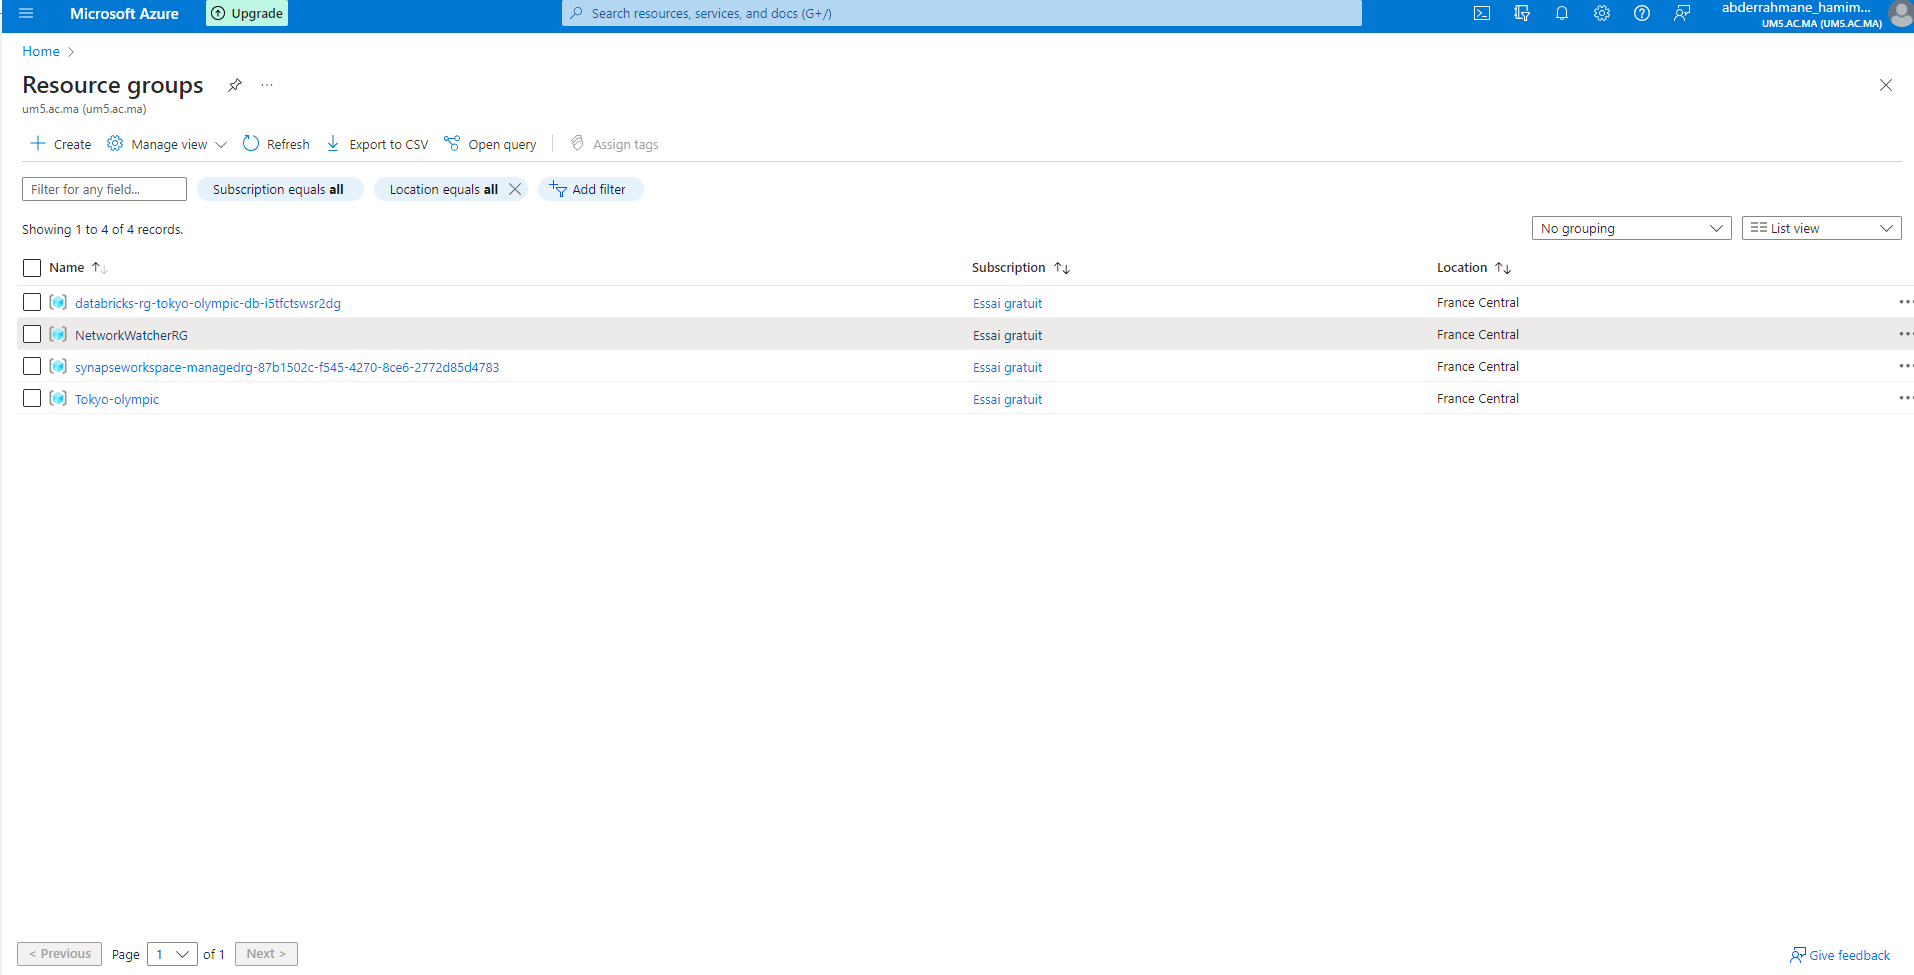 Microsoft Azure
Upgrade
Search resources, services, and docs (G+/)
abderrahmane_hamim...
UM5.AC.MA (UM5.AC.MA)
Home
Resource groups
...
um5.ac.ma (um5.ac.ma)
Create
Manage view
Refresh
Export to CSV
Open query
Assign tags
Filter for any field...
Subscription equals all
Location equals all
Add filter
Showing 1 to 4 of 4 records.
No grouping
List view
Name
Subscription
Location
databricks-rg-tokyo-olympic-db-i5tfctswsr2dg
Essai gratuit
France Central
NetworkWatcherRG
Essai gratuit
France Central
synapseworkspace-managedrg-87b1502c-f545-4270-8ce6-2772d85d4783
Essai gratuit
France Central
Tokyo-olympic
Essai gratuit
France Central
< Previous
Page
1
of 1
Next >
Give feedback